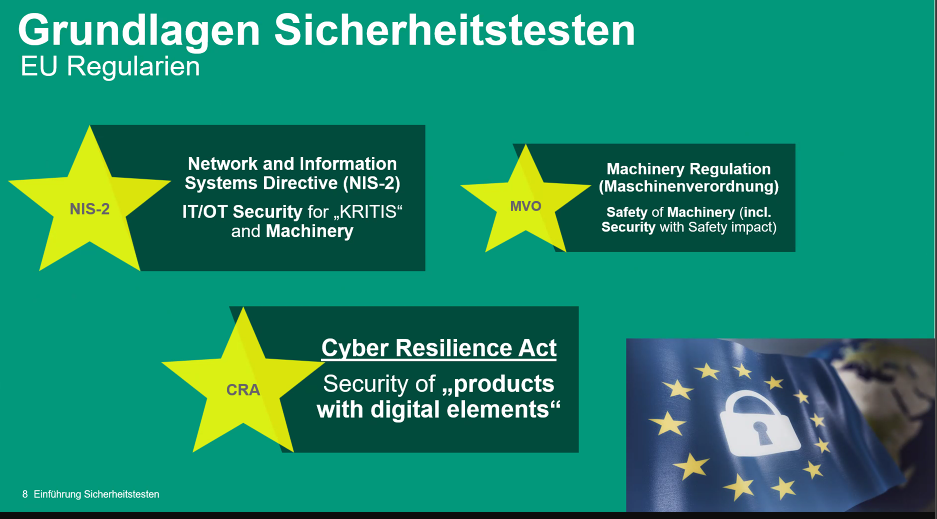 Grundlagen Sicherheitstesten
EU Regularien
NIS-2
Network and Information
Systems Directive (NIS-2)
IT/OT Security for „KRITIS“
and Machinery
MVO
Machinery Regulation
(Maschinenverordnung)
Safety of Machinery (incl.
Security with Safety impact)
CRA
Cyber Resilience Act
Security of „products
with digital elements“
8 Einführung Sicherheitstesten